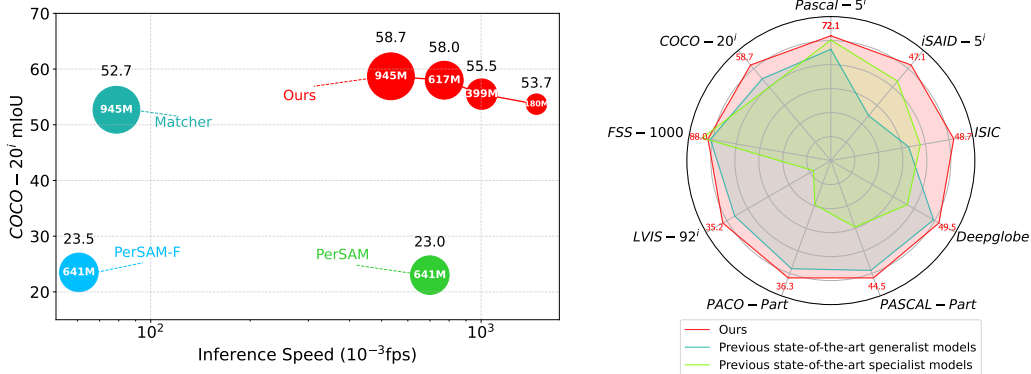 70
60
50
40
30
20
COCO − 20^i mIoU
10^2
10^3
Inference Speed (10^−3fps)
52.7
945M
Matcher
23.5
641M
PerSAM-F
23.0
641M
PerSAM
58.7
945M
Ours
58.0
617M
55.5
399M
53.7
180M
Pascal − 5^i
72.1
iSAID − 5^i
47.1
ISIC
48.7
Deepglobe
49.5
PASCAL − Part
44.5
PACO − Part
36.3
LVIS − 92^i
35.2
FSS − 1000
88.0
COCO − 20^i
58.7
Ours
Previous state-of-the-art generalist models
Previous state-of-the-art specialist models